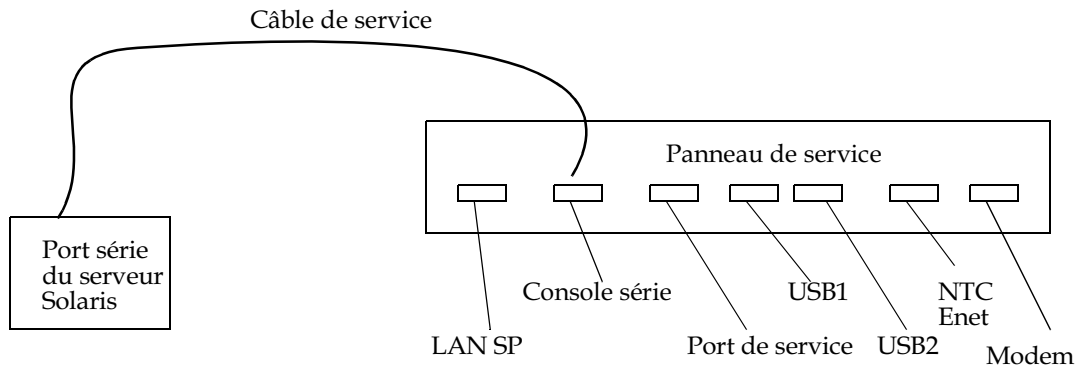 Câble de service
Panneau de service
Port série
du serveur
Solaris
Console série
USB1
NTC
Enet
LAN SP
Port de service
USB2
Modem